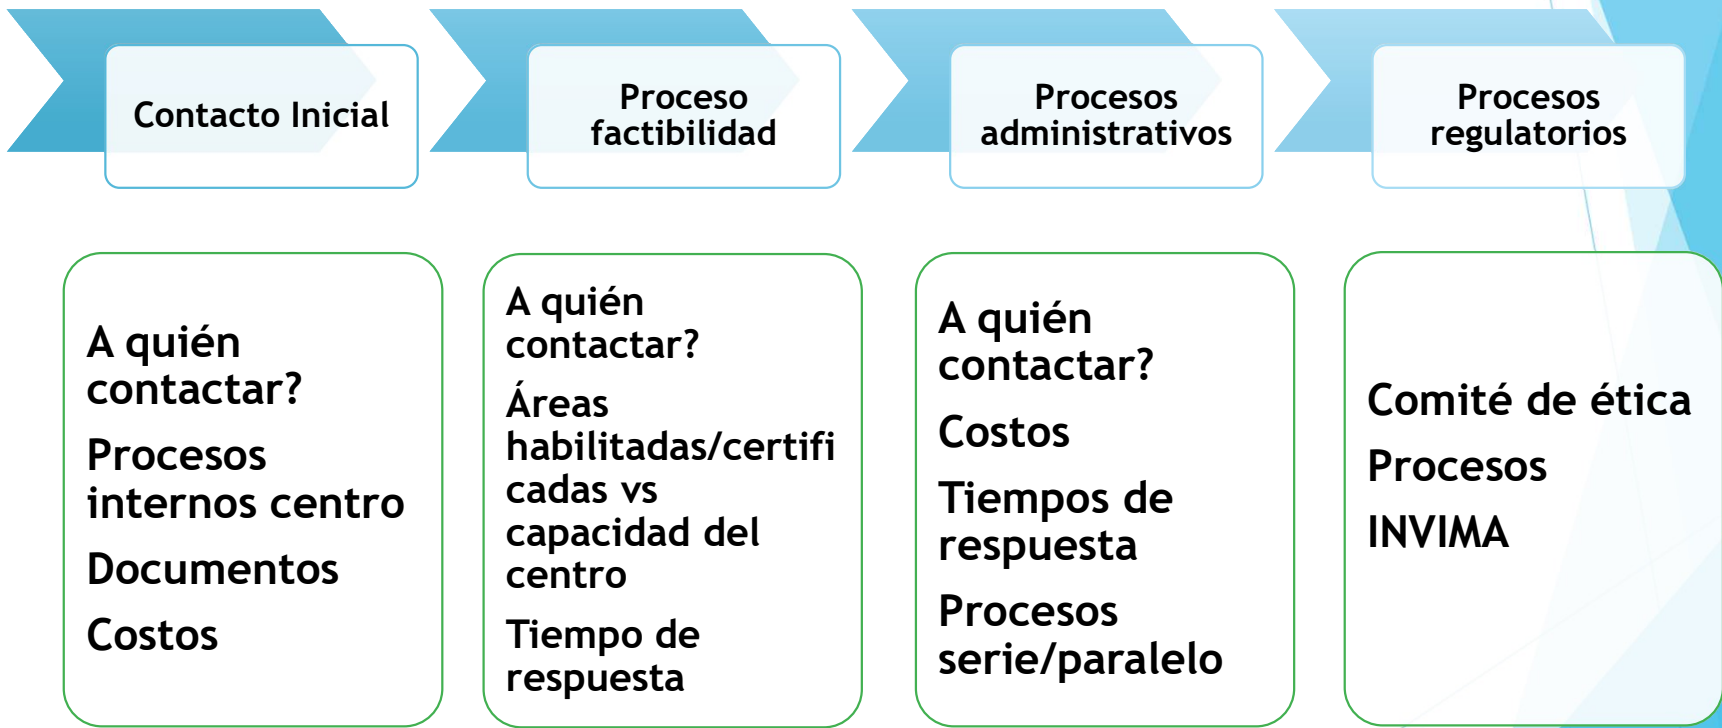 Contacto Inicial
Proceso
factibilidad
Procesos
administrativos
Procesos
regulatorios
A quién
contactar?
Procesos
internos centro
Documentos
Costos
A quién
contactar?
Áreas
habilitadas/certifi
cadas vs
capacidad del
centro
Tiempo de
respuesta
A quién
contactar?
Costos
Tiempos de
respuesta
Procesos
serie/paralelo
Comité de ética
Procesos
INVIMA